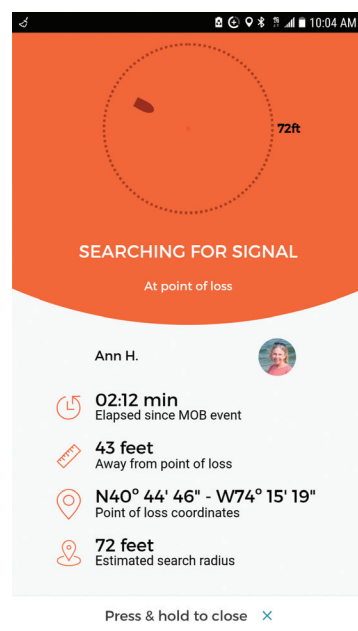 10:04 AM
72ft
SEARCHING FOR SIGNAL
At point of loss
Ann H.
02:12 min
Elapsed since MOB event
43 feet
Away from point of loss
N40° 44' 46" - W74° 15' 19"
Point of loss coordinates
72 feet
Estimated search radius
Press & hold to close ×